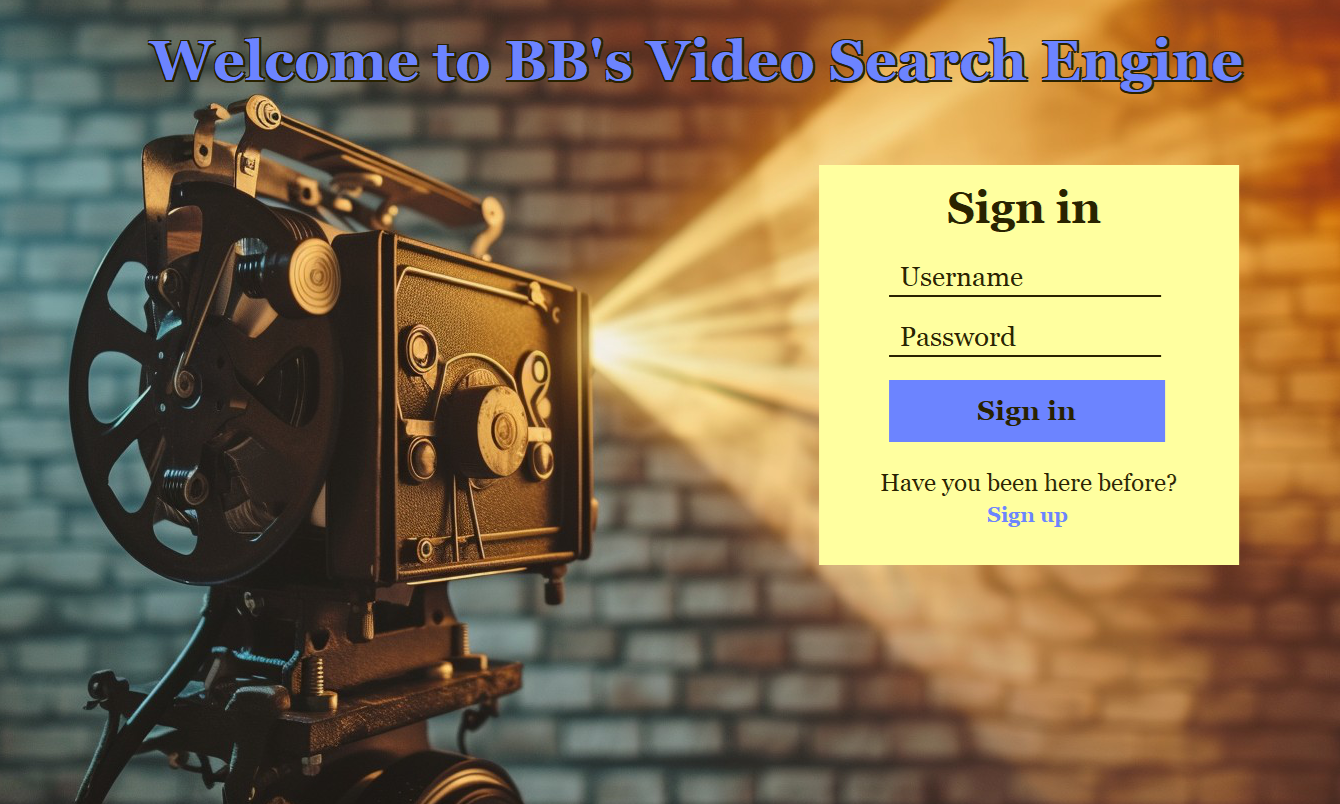 Welcome to BB's Video Search Engine
Sign in
Username
Password
Sign in
Have you been here before?
Sign up